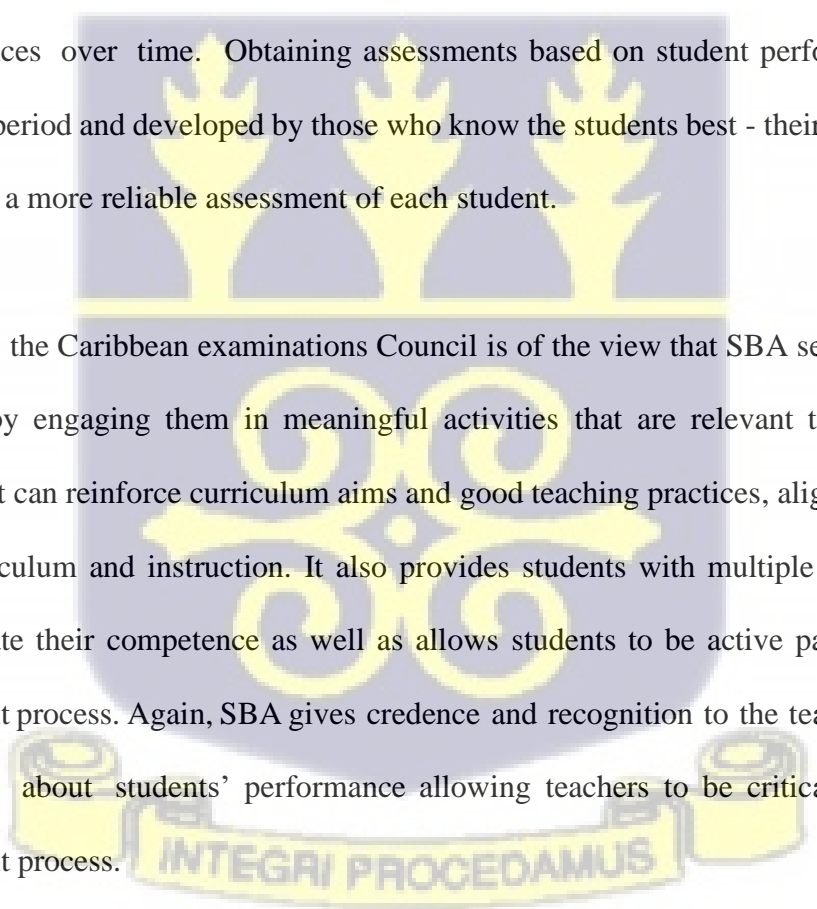 ces over time. Obtaining assessments based on student perfo
period and developed by those who know the students best - their
a more reliable assessment of each student.
the Caribbean examinations Council is of the view that SBA se
by engaging them in meaningful activities that are relevant t
t can reinforce curriculum aims and good teaching practices, alig
culum and instruction. It also provides students with multiple
te their competence as well as allows students to be active pa
t process. Again, SBA gives credence and recognition to the tea
about students’ performance allowing teachers to be critica
t process.
INTEGRI PROCEDAMUS